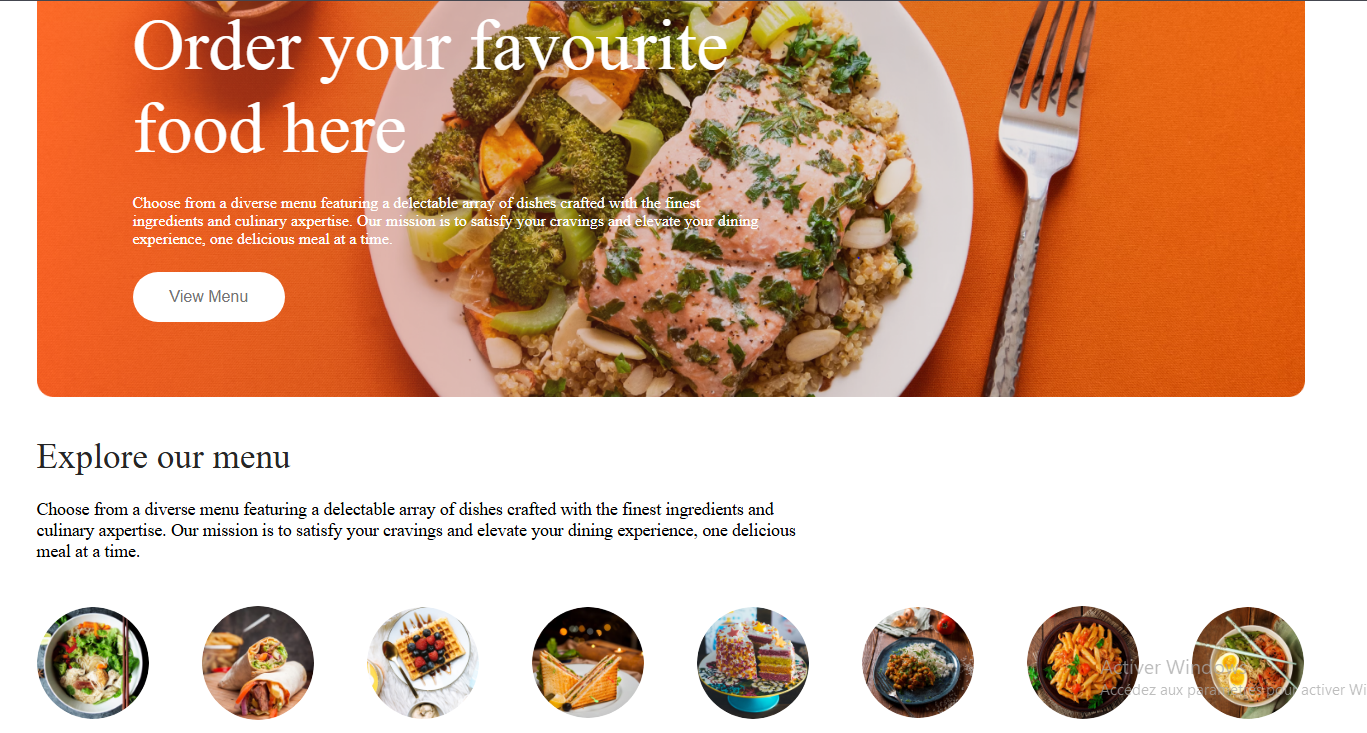 Order your favourite
food here
Choose from a diverse menu featuring a delectable array of dishes crafted with the finest
ingredients and culinary axpertise. Our mission is to satisfy your cravings and elevate your dining
experience, one delicious meal at a time.
View Menu
Explore our menu
Choose from a diverse menu featuring a delectable array of dishes crafted with the finest ingredients and
culinary axpertise. Our mission is to satisfy your cravings and elevate your dining experience, one delicious
meal at a time.
Activer Windows
Accédez aux paramètres pour activer Wi